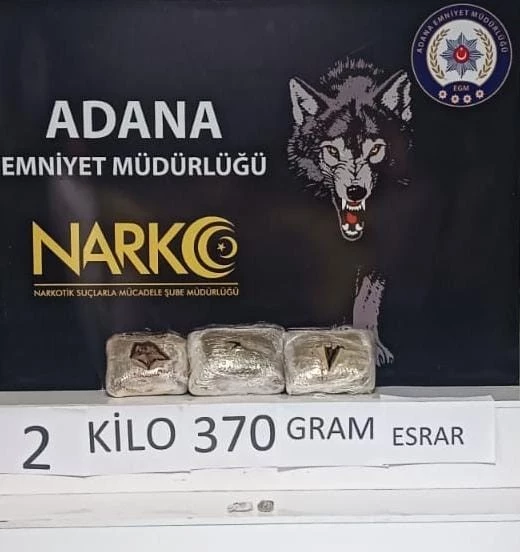 ADANA EMNİYET MÜDÜRLÜĞÜ
EGM
ADANA
EMNİYET MÜDÜRLÜĞÜ
NARKO
NARKOTİK SUÇLARLA MÜCADELE ŞUBE MÜDÜRLÜĞÜ
2 KİLO 370 GRAM ESRAR